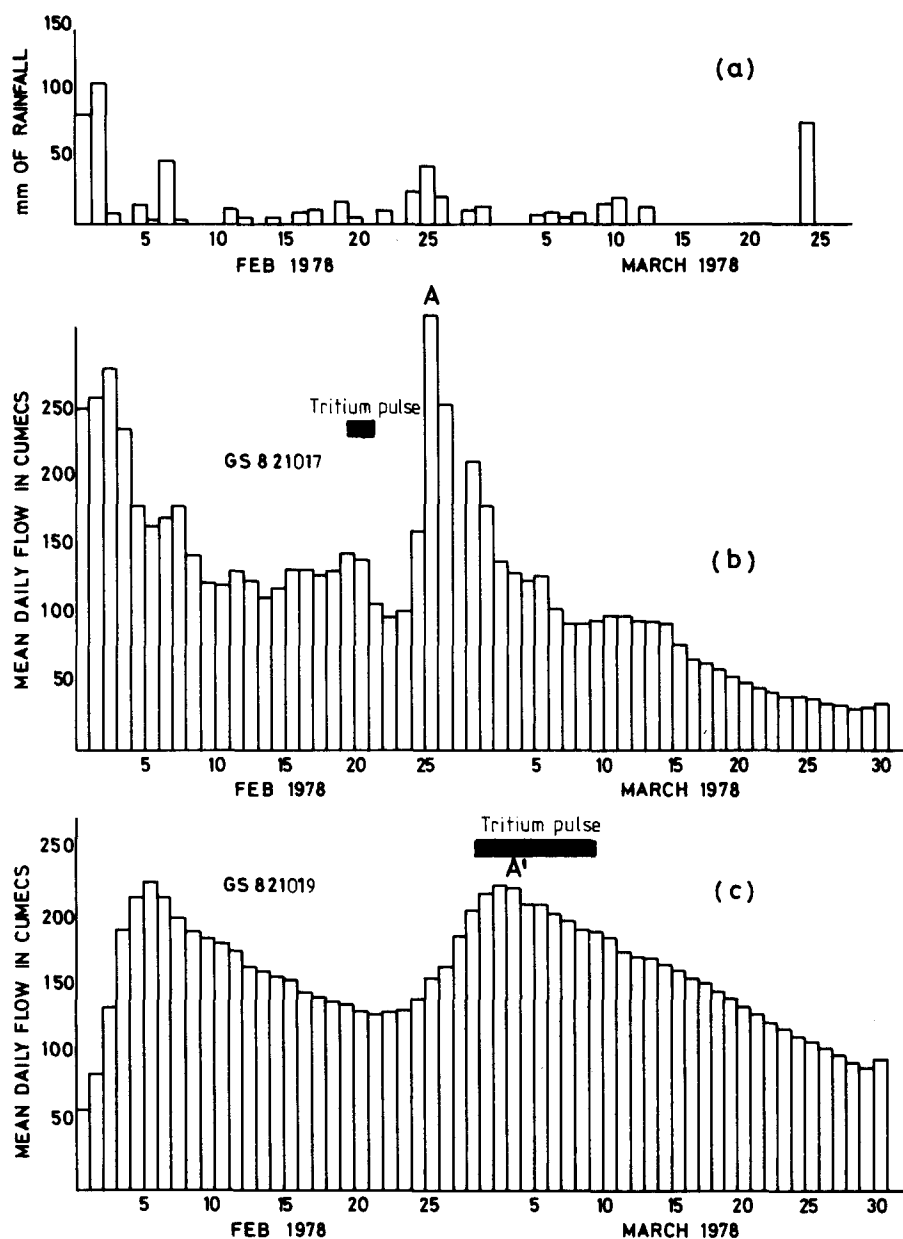 150
100
50
mm OF RAINFALL
(a)
5 10 15 20 25 5 10 15 20 25
FEB 1978 MARCH 1978
A
250
200
150
100
50
MEAN DAILY FLOW IN CUMECS
Tritium pulse
GS 821017
(b)
5 10 15 20 25 5 10 15 20 30
FEB 1978 MARCH 1978
Tritium pulse
A'
250
200
150
100
50
MEAN DAILY FLOW IN CUMECS
GS 821019
(c)
5 10 15 20 25 5 10 15 20 25 30
FEB 1978 MARCH 1978